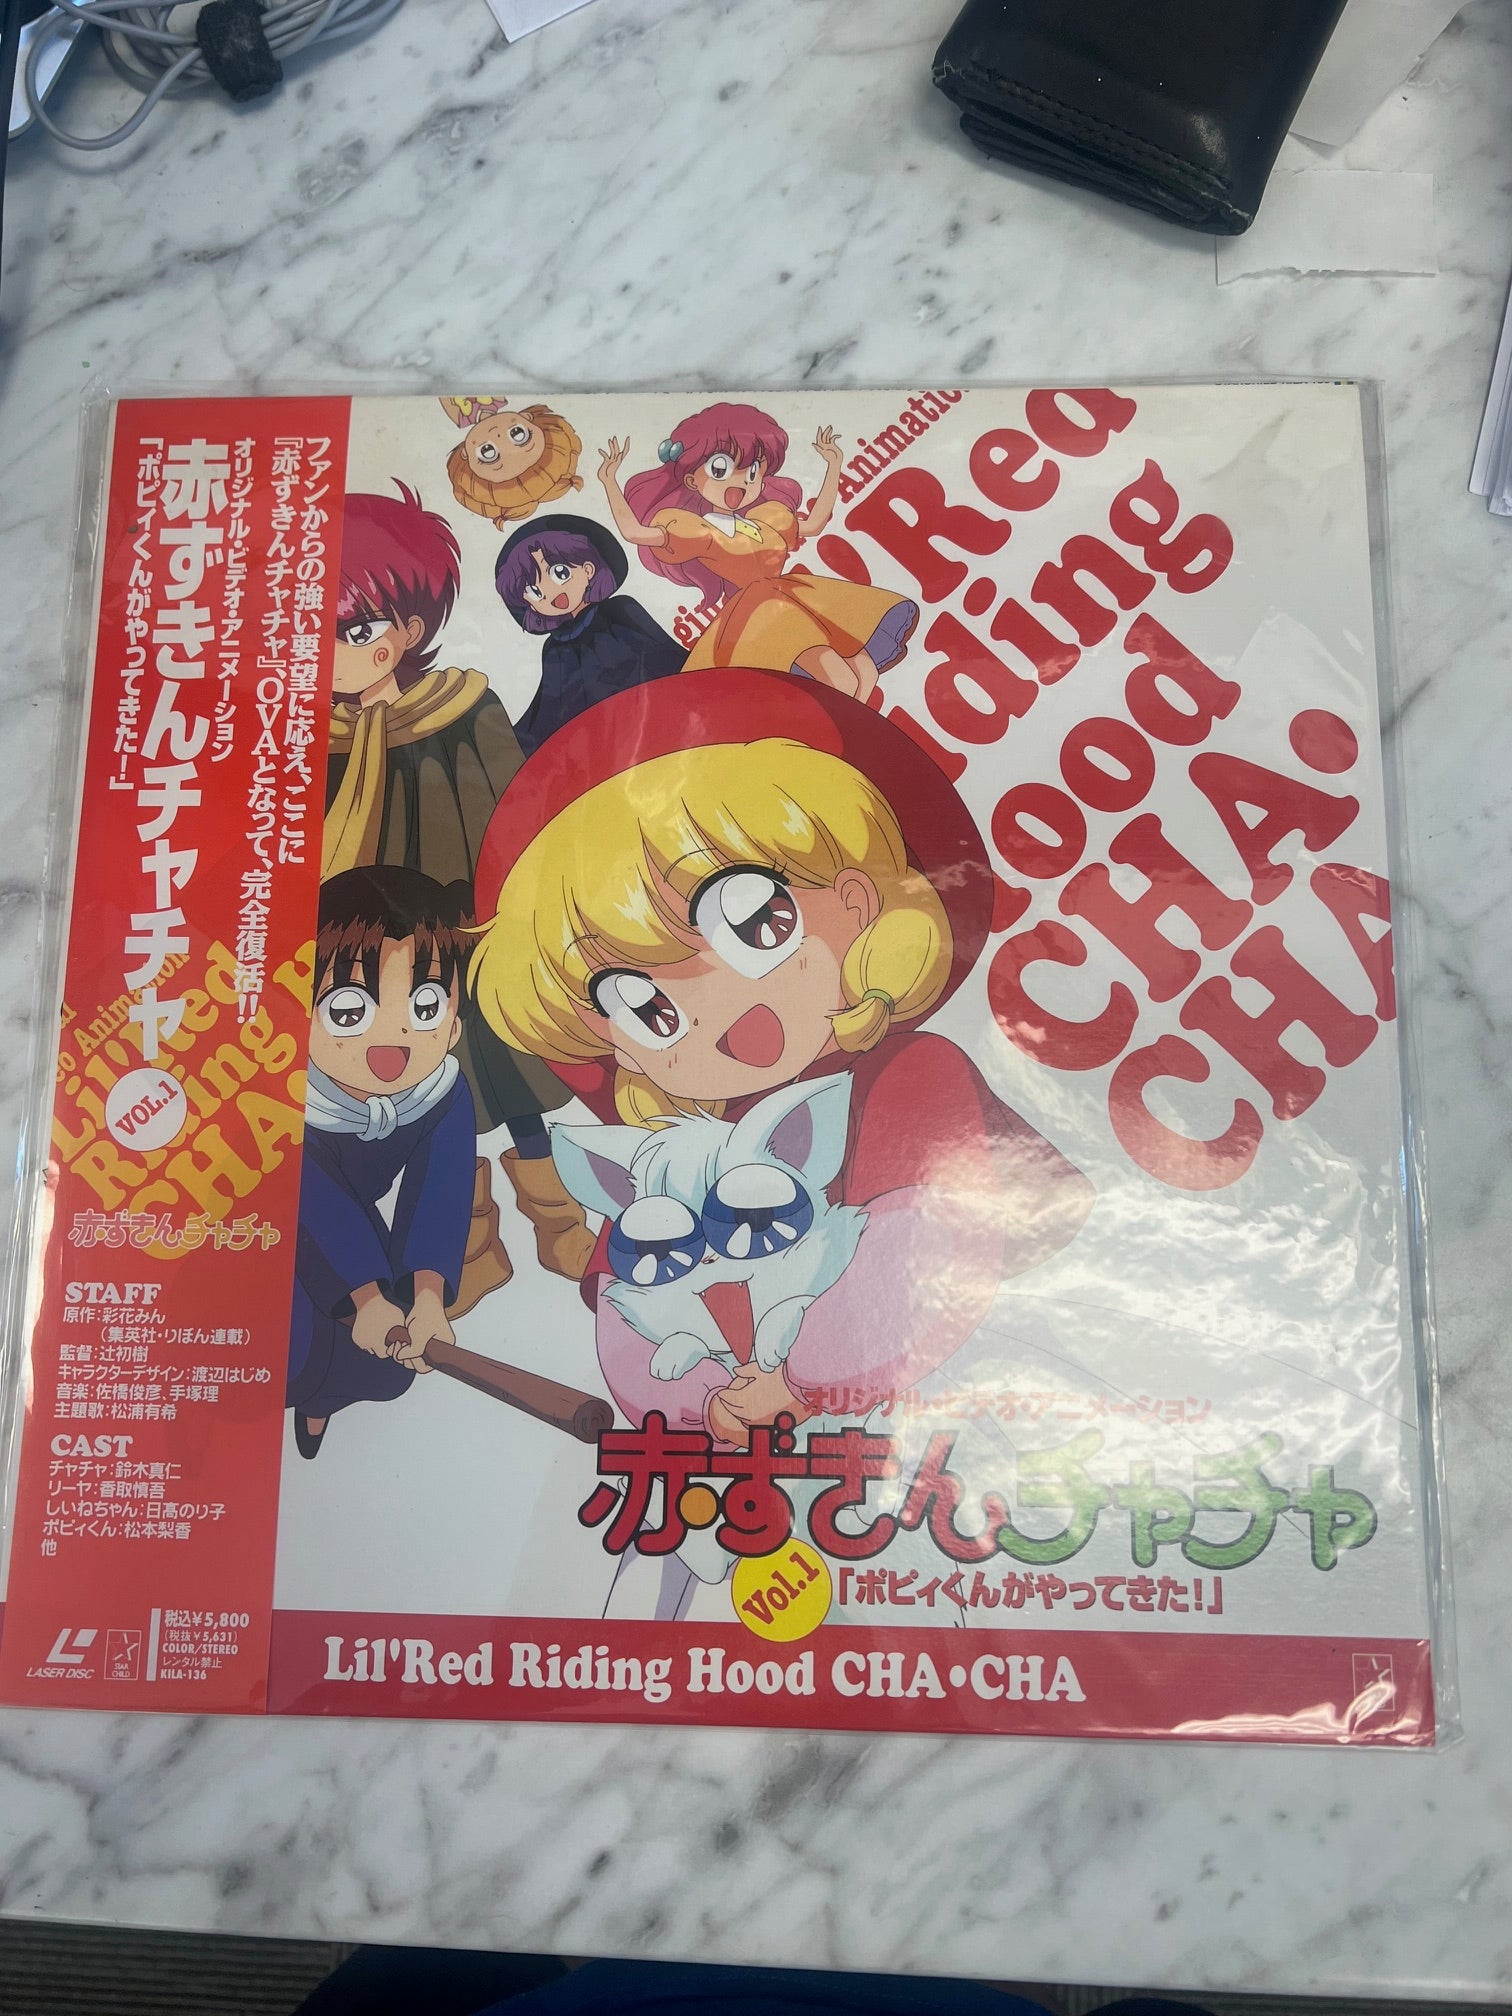 ファンからの強い要望に応え、ここに
『赤ずきんチャチャ』、OVAとなって、完全復活!!
オリジナル・ビデオ・アニメーション
赤ずきんチャチャ
「ポピィくんがやってきた！」
VOL.1
Lil'Red
Riding H
CHA
赤ずきんチャチャ
STAFF
原作：彩花みん
（集英社・りぼん連載）
監督：辻初樹
キャラクターデザイン：渡辺はじめ
音楽：佐橋俊彦、手塚理
主題歌：松浦有希
CAST
チャチャ：鈴木真仁
リーヤ：香取慎吾
しいねちゃん：日髙のり子
ポピィくん：松本梨香
他
LASER DISC
STAR CHILD
税込￥5,800
（税抜￥5,631）
COLOR/STEREO
レンタル禁止
KILA-136
Animatio
'Red
iding
Hood
CHA・
CHA
オリジナル・ビデオ・アニメーション
赤ずきんチャチャ
Vol.1
「ポピィくんがやってきた！」
Lil'Red Riding Hood CHA・CHA